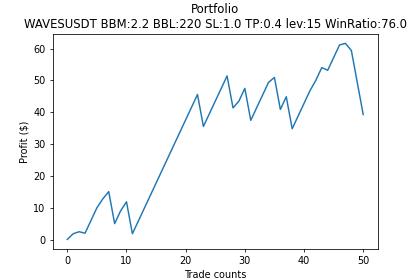 Portfolio
WAVESUSDT BBM:2.2 BBL:220 SL:1.0 TP:0.4 lev:15 WinRatio:76.0
60
50
40
30
20
10
0
Profit ($)
0 10 20 30 40 50
Trade counts